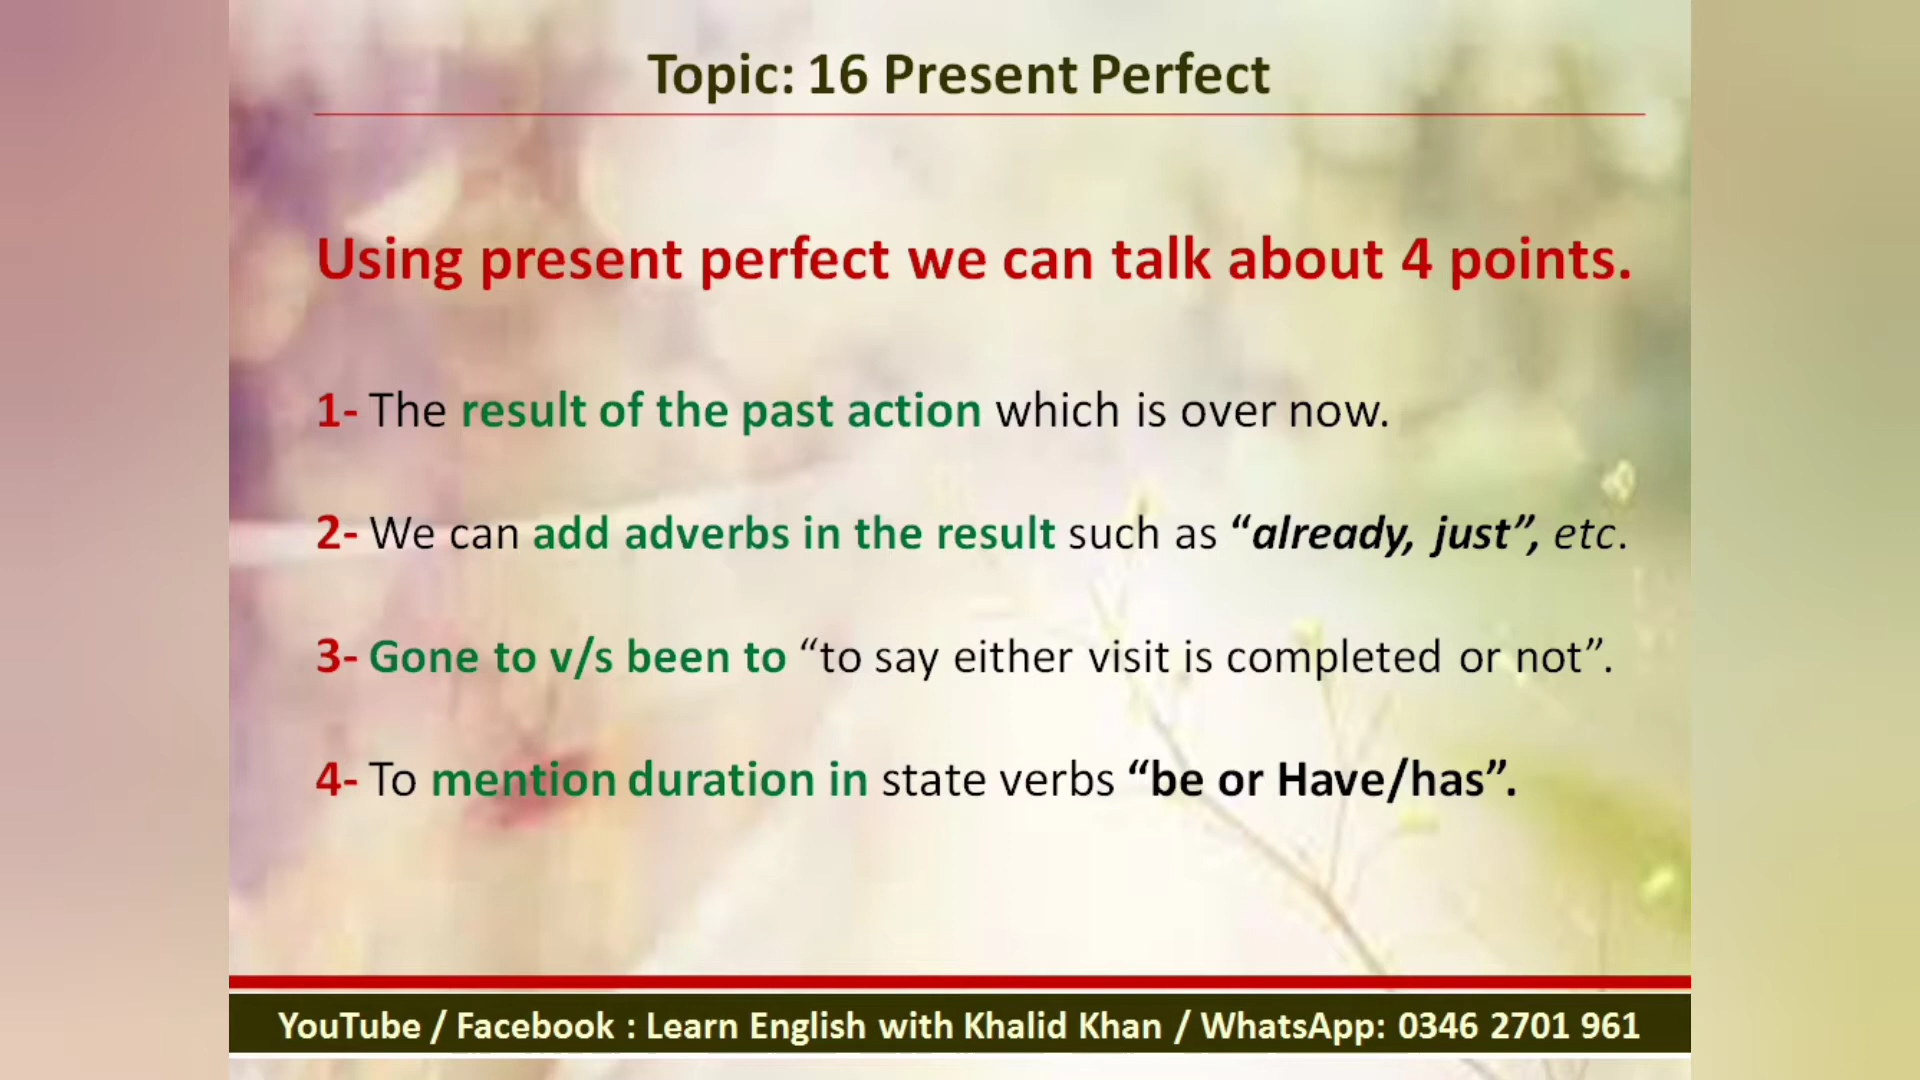 Topic: 16 Present Perfect
Using present perfect we can talk about 4 points.
1- The result of the past action which is over now.
2- We can add adverbs in the result such as “already, just”, etc.
3- Gone to v/s been to “to say either visit is completed or not”.
4- To mention duration in state verbs “be or Have/has”.
YouTube / Facebook : Learn English with Khalid Khan / WhatsApp: 0346 2701 961